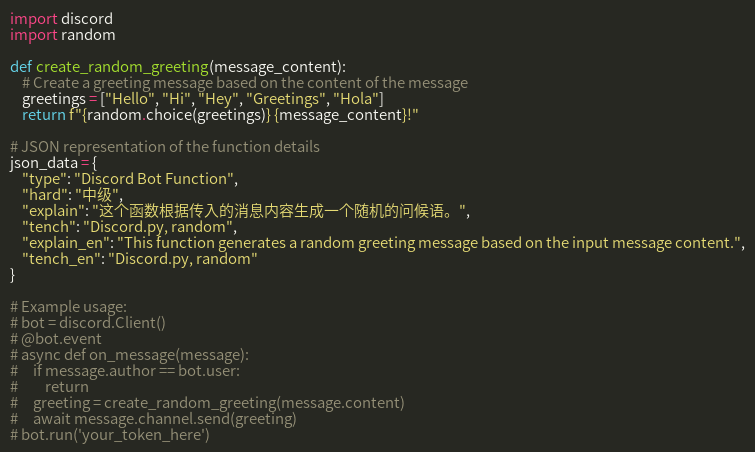 import discord
import random

def create_random_greeting(message_content):
    # Create a greeting message based on the content of the message
    greetings = ["Hello", "Hi", "Hey", "Greetings", "Hola"]
    return f"{random.choice(greetings)} {message_content}!"

# JSON representation of the function details
json_data = {
    "type": "Discord Bot Function",
    "hard": "中级",
    "explain": "这个函数根据传入的消息内容生成一个随机的问候语。",
    "tench": "Discord.py, random",
    "explain_en": "This function generates a random greeting message based on the input message content.",
    "tench_en": "Discord.py, random"
}

# Example usage:
# bot = discord.Client()
# @bot.event
# async def on_message(message):
#     if message.author == bot.user:
#         return
#     greeting = create_random_greeting(message.content)
#     await message.channel.send(greeting)
# bot.run('your_token_here')